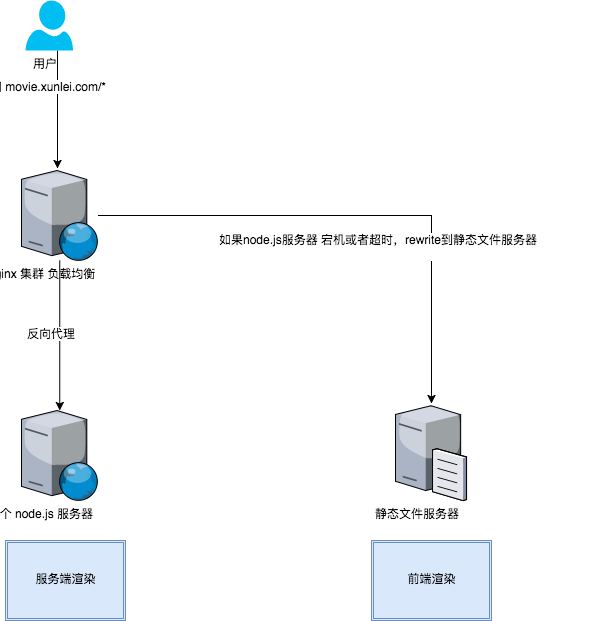 用户
movie.xunlei.com/*
如果node.js服务器 宕机或者超时，rewrite到静态文件服务器
inx 集群 负载均衡
反向代理
个 node.js 服务器
静态文件服务器
服务端渲染
前端渲染